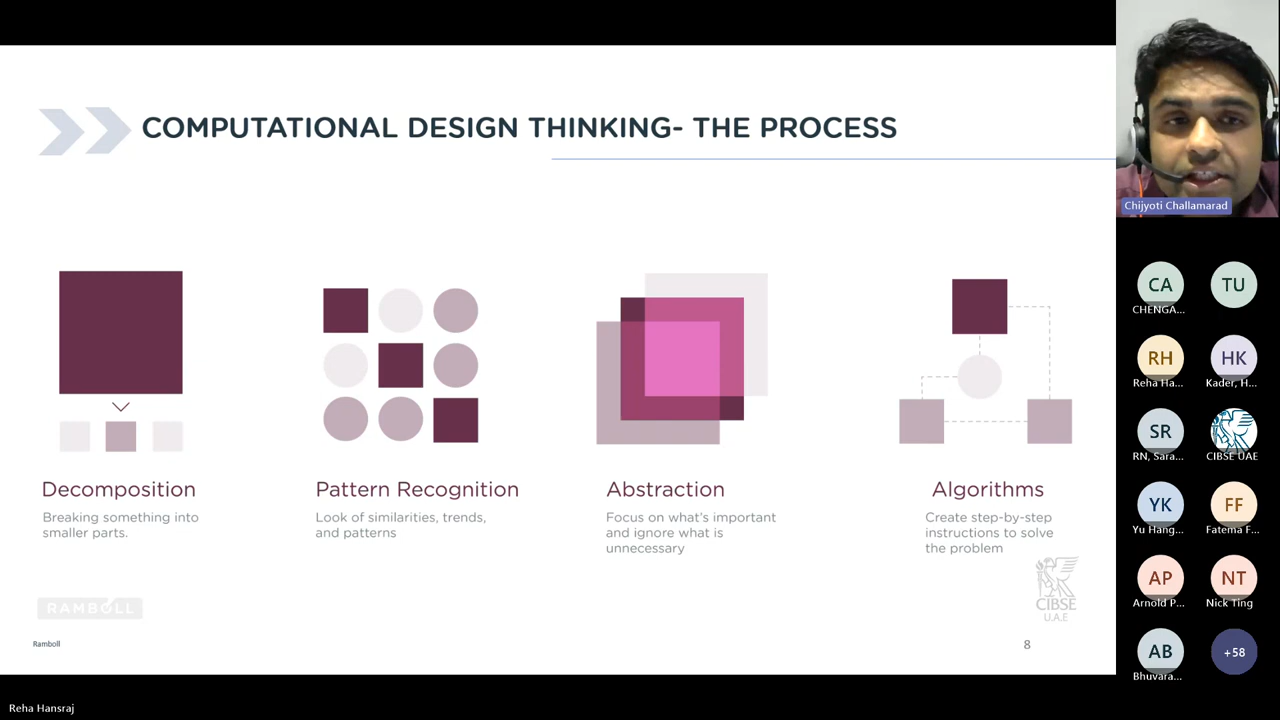 COMPUTATIONAL DESIGN THINKING- THE PROCESS
Decomposition
Breaking something into
smaller parts.
Pattern Recognition
Look of similarities, trends,
and patterns
Abstraction
Focus on what's important
and ignore what is
unnecessary
Algorithms
Create step-by-step
instructions to solve
the problem
RAMBOLL
CIBSE
U.A.E
Ramboll
8
Chijyoti Challamarad
CA
CHENGA...
TU
RH
Reha Ha...
HK
Kader, H...
SR
RN, Sara...
CIBSE UAE
YK
Yu Hang...
FF
Fatema F...
AP
Arnold P...
NT
Nick Ting
AB
Bhuvara...
+58
Reha Hansraj